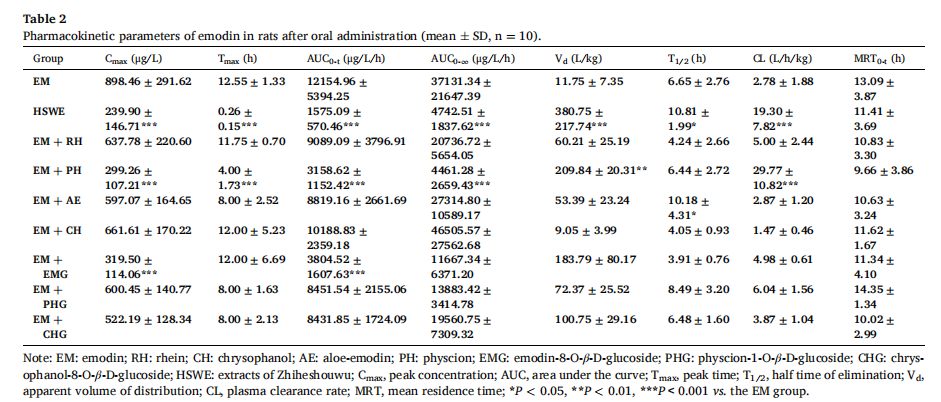 Table 2
Pharmacokinetic parameters of emodin in rats after oral administration (mean ± SD, n = 10).
Group Cmax (μg/L) Tmax (h) AUC0-t (μg/L/h) AUC0-∞ (μg/L/h) Vd (L/kg) T1/2 (h) CL (L/h/kg) MRT0-t (h)
EM 898.46 ± 291.62 12.55 ± 1.33 12154.96 ± 37131.34 ± 11.75 ± 7.35 6.65 ± 2.76 2.78 ± 1.88 13.09 ±
5394.25 21647.39 3.87
HSWE 239.90 ± 0.26 ± 1575.09 ± 4742.51 ± 380.75 ± 10.81 ± 19.30 ± 11.41 ±
146.71*** 0.15*** 570.46*** 1837.62*** 217.74*** 1.99* 7.82*** 3.69
EM + RH 637.78 ± 220.60 11.75 ± 0.70 9089.09 ± 3796.91 20736.72 ± 60.21 ± 25.19 4.24 ± 2.66 5.00 ± 2.44 10.83 ±
5654.05 3.30
EM + PH 299.26 ± 4.00 ± 3158.62 ± 4461.28 ± 209.84 ± 20.31** 6.44 ± 2.72 29.77 ± 9.66 ± 3.86
107.21*** 1.73*** 1152.42*** 2659.43*** 10.82***
EM + AE 597.07 ± 164.65 8.00 ± 2.52 8819.16 ± 2661.69 27314.80 ± 53.39 ± 23.24 10.18 ± 2.87 ± 1.20 10.63 ±
10589.17 4.31* 3.24
EM + CH 661.61 ± 170.22 12.00 ± 5.23 10188.83 ± 46505.57 ± 9.05 ± 3.99 4.05 ± 0.93 1.47 ± 0.46 11.62 ±
2359.18 27562.68 1.67
EM + 319.50 ± 12.00 ± 6.69 3804.52 ± 11667.34 ± 183.79 ± 80.17 3.91 ± 0.76 4.98 ± 0.61 11.34 ±
EMG 114.06*** 1607.63*** 6371.20 4.10
EM + 600.45 ± 140.77 8.00 ± 1.63 8451.54 ± 2155.06 13883.42 ± 72.37 ± 25.52 8.49 ± 3.20 6.04 ± 1.56 14.35 ±
PHG 3414.78 1.34
EM + 522.19 ± 128.34 8.00 ± 2.13 8431.85 ± 1724.09 19560.75 ± 100.75 ± 29.16 6.48 ± 1.60 3.87 ± 1.04 10.02 ±
CHG 7309.32 2.99
Note: EM: emodin; RH: rhein; CH: chrysophanol; AE: aloe-emodin; PH: physcion; EMG: emodin-8-O-β-D-glucoside; PHG: physcion-1-O-β-D-glucoside; CHG: chrys-
ophanol-8-O-β-D-glucoside; HSWE: extracts of Zhiheshouwu; Cmax, peak concentration; AUC, area under the curve; Tmax, peak time; T1/2, half time of elimination; Vd,
apparent volume of distribution; CL, plasma clearance rate; MRT, mean residence time; *P < 0.05, **P < 0.01, ***P < 0.001 vs. the EM group.